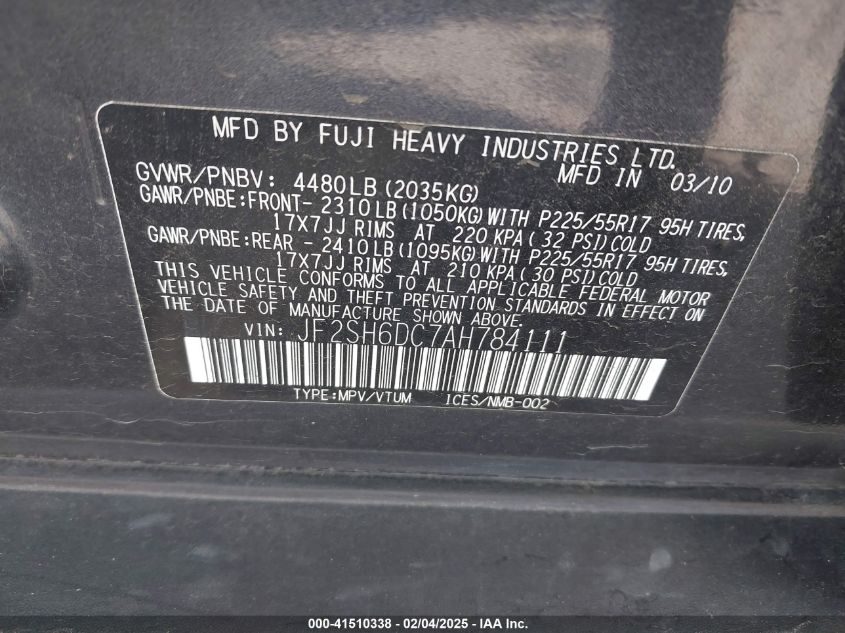 MFD BY FUJI HEAVY INDUSTRIES LTD.
MFD IN 03/10
GVWR/PNBV: 4480LB(2035KG)
GAWR/PNBE:FRONT- 2310LB(1050KG)WITH P225/55R17 95H TIRES,
17X7JJ RIMS AT 220 KPA(32 PSI)COLD
GAWR/PNBE:REAR - 2410LB(1095KG)WITH P225/55R17 95H TIRES,
17X7JJ RIMS AT 210 KPA(30 PSI)COLD
THIS VEHICLE CONFORMS TO ALL APPLICABLE FEDERAL MOTOR
VEHICLE SAFETY AND THEFT PREVENTION STANDARDS IN EFFECT ON
THE DATE OF MANUFACTURE SHOWN ABOVE.
VIN: JF2SH6DC7AH784111
TYPE:MPV/VTUM ICES/NMB-002
000-41510338 - 02/04/2025 - IAA Inc.